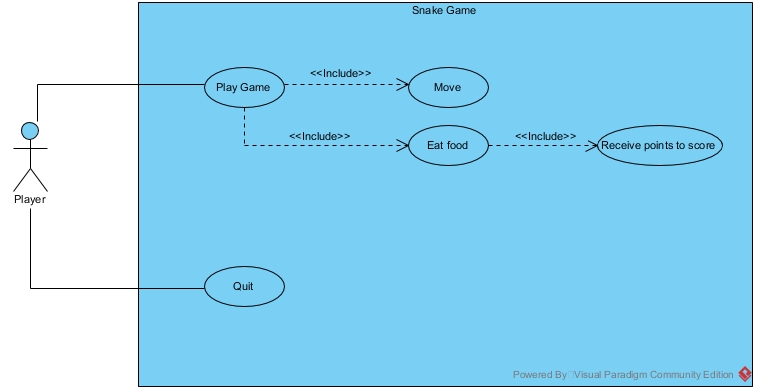 Snake Game
<<Include>>
Play Game
Move
<<Include>>
<<Include>>
Eat food
Receive points to score
Player
Quit
Powered By Visual Paradigm Community Edition